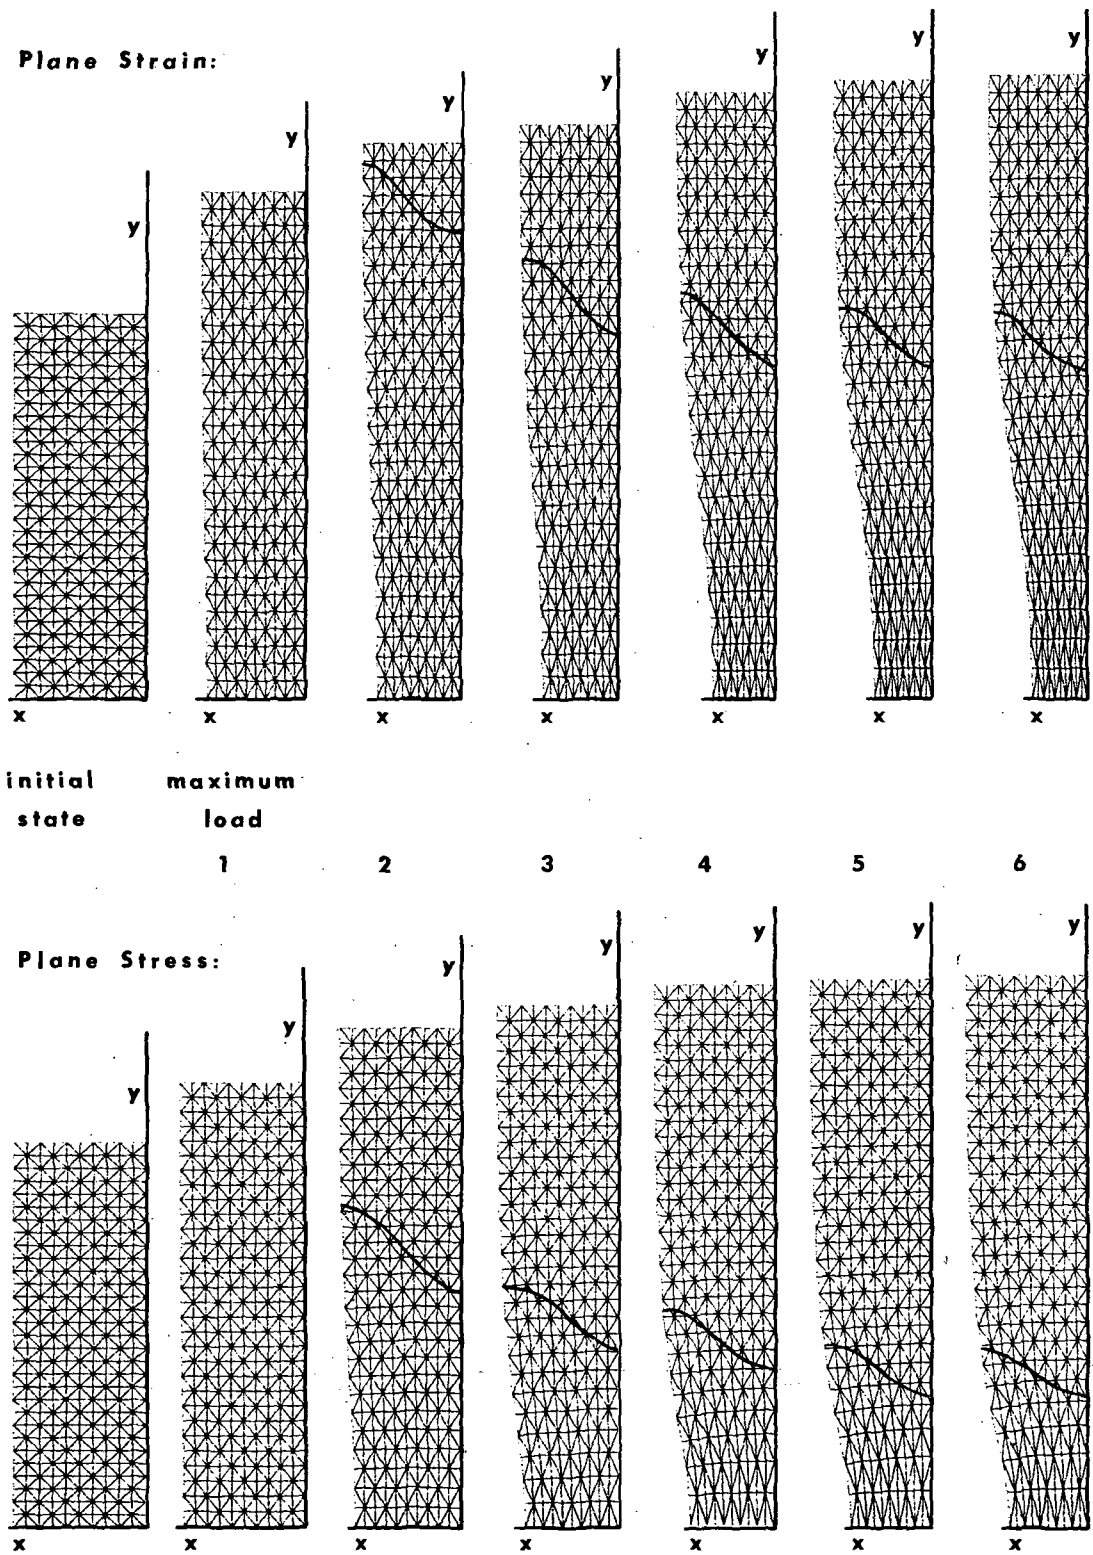 Plane Strain:
y y y y y y y
x x x x x x x
initial maximum
state load
1 2 3 4 5 6
Plane Stress:
y y y y y y y
x x x x x x x